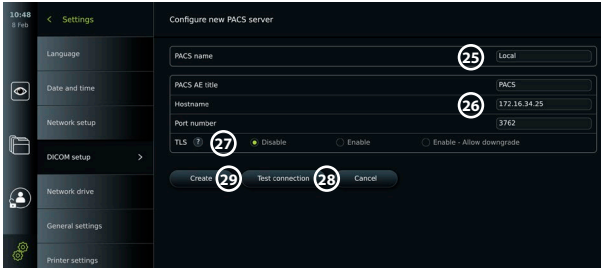 10:48
8 Feb
< Settings
Configure new PACS server
Language
Date and time
Network setup
DICOM setup >
Network drive
General settings
Printer settings
PACS name 25 Local
PACS AE title PACS
Hostname 26 172.16.34.25
Port number 3762
TLS ? 27 Disable Enable Enable - Allow downgrade
Create 29 Test connection 28 Cancel